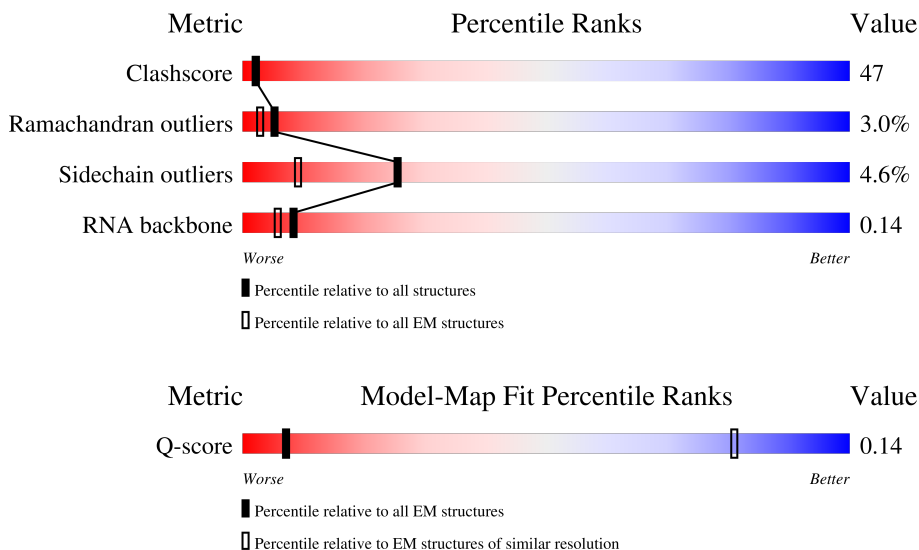 Metric Percentile Ranks Value
Clashscore 47
Ramachandran outliers 3.0%
Sidechain outliers 4.6%
RNA backbone 0.14
Worse Better
Percentile relative to all structures
Percentile relative to all EM structures
Metric Model-Map Fit Percentile Ranks Value
Q-score 0.14
Worse Better
Percentile relative to all EM structures
Percentile relative to EM structures of similar resolution